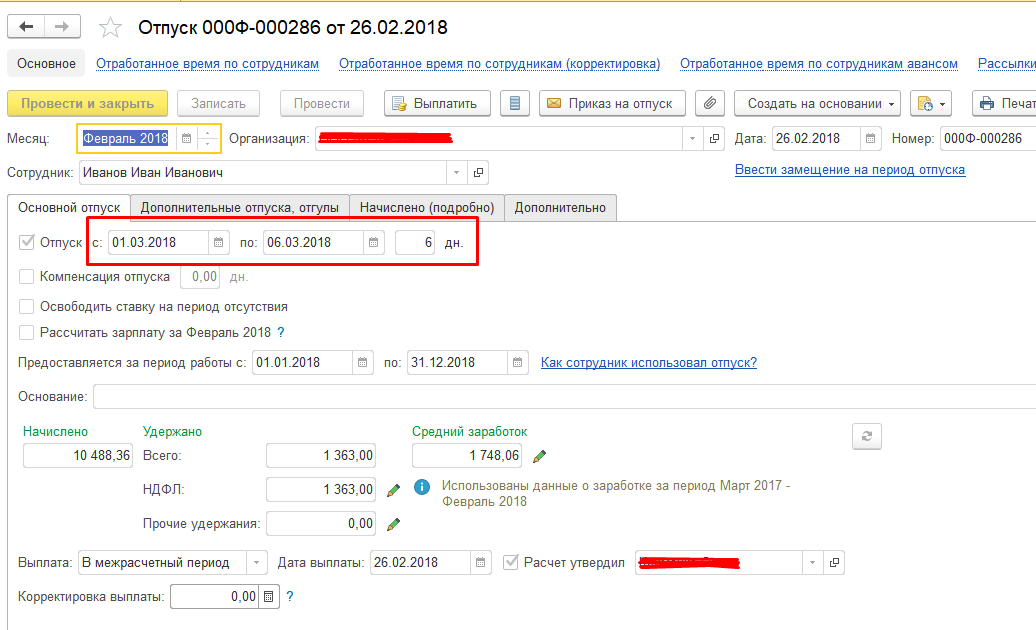 Отпуск 000Ф-000286 от 26.02.2018
Основное Отработанное время по сотрудникам Отработанное время по сотрудникам (корректировка) Отработанное время по сотрудникам авансом Рассылки
Провести и закрыть Записать Провести Выплатить Приказ на отпуск Создать на основании Печат
Месяц: Февраль 2018 Организация: Дата: 26.02.2018 Номер: 000Ф-000286
Сотрудник: Иванов Иван Иванович Ввести замещение на период отпуска
Основной отпуск Дополнительные отпуска, отгулы Начислено (подробно) Дополнительно
Отпуск с: 01.03.2018 по: 06.03.2018 6 дн.
Компенсация отпуска 0,00 дн.
Освободить ставку на период отсутствия
Рассчитать зарплату за Февраль 2018 ?
Предоставляется за период работы с: 01.01.2018 по: 31.12.2018 Как сотрудник использовал отпуск?
Основание:
Начислено Удержано Средний заработок
10 488,36 Всего: 1 363,00 1 748,06
НДФЛ: 1 363,00 Использованы данные о заработке за период Март 2017 -
Февраль 2018
Прочие удержания: 0,00
Выплата: В межрасчетный период Дата выплаты: 26.02.2018 Расчет утвердил
Корректировка выплаты: 0,00 ?